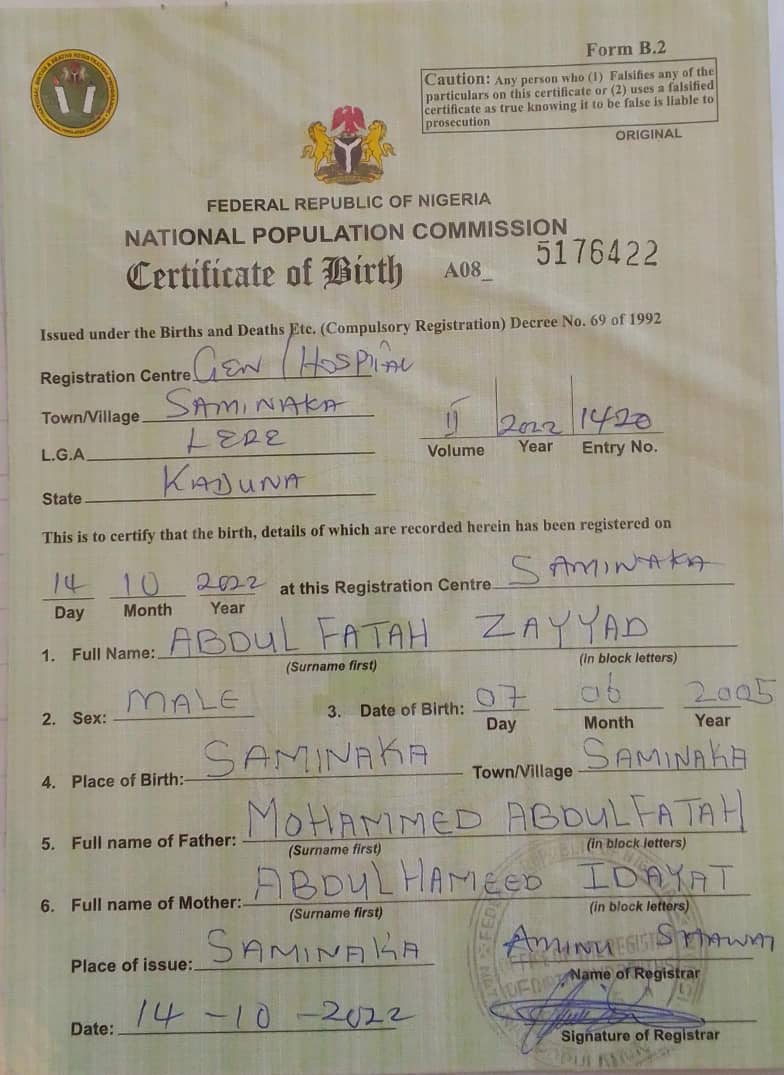 Form B.2
Caution: Any person who (1) Falsifies any of the
particulars on this certificate or (2) uses a falsified
certificate as true knowing it to be false is liable to
prosecution
ORIGINAL
FEDERAL REPUBLIC OF NIGERIA
NATIONAL POPULATION COMMISSION
Certificate of Birth A08_ 5176422
Issued under the Births and Deaths Etc. (Compulsory Registration) Decree No. 69 of 1992
Registration Centre GEN HOSPITAL
Town/Village SAMINAKA
L.G.A LERE
State KADUNA
II 2022 1420
Volume Year Entry No.
This is to certify that the birth, details of which are recorded herein has been registered on
14 10 2022 at this Registration Centre SAMINAKA
Day Month Year
1. Full Name: ABDUL FATAH ZAYYAD
(Surname first) (in block letters)
2. Sex: MALE 3. Date of Birth: 07 06 2005
Day Month Year
4. Place of Birth: SAMINAKA Town/Village SAMINAKA
5. Full name of Father: MOHAMMED ABDULFATAH
(Surname first) (in block letters)
6. Full name of Mother: ABDULHAMEED IDAYAT
(Surname first) (in block letters)
Place of issue: SAMINAKA AMINU
Name of Registrar
Date: 14-10-2022
Signature of Registrar